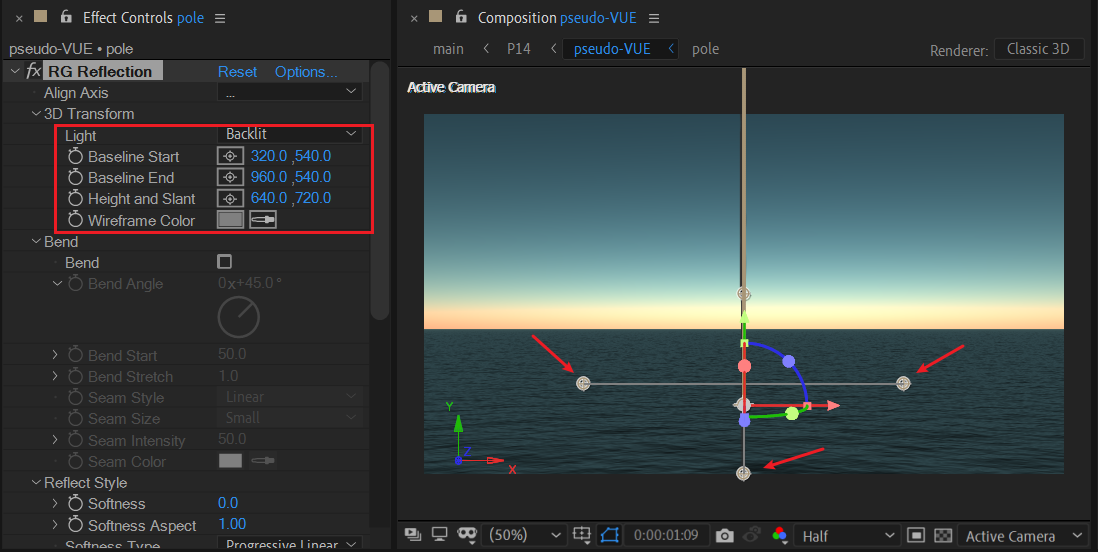 Effect Controls pole
pseudo-VUE • pole
fx RG Reflection Reset Options...
Align Axis ...
3D Transform
Light Backlit
Baseline Start 320.0 ,540.0
Baseline End 960.0 ,540.0
Height and Slant 640.0 ,720.0
Wireframe Color
Bend
Bend
Bend Angle 0x+45.0 °
Bend Start 50.0
Bend Stretch 1.0
Seam Style Linear
Seam Size Small
Seam Intensity 50.0
Seam Color
Reflect Style
Softness 0.0
Softness Aspect 1.00
Softness Type Progressive Linear
Composition pseudo-VUE
main < P14 < pseudo-VUE < pole
Renderer: Classic 3D
Active Camera
Y
Z
X
(50%) 0:00:01:09 Half Active Camera